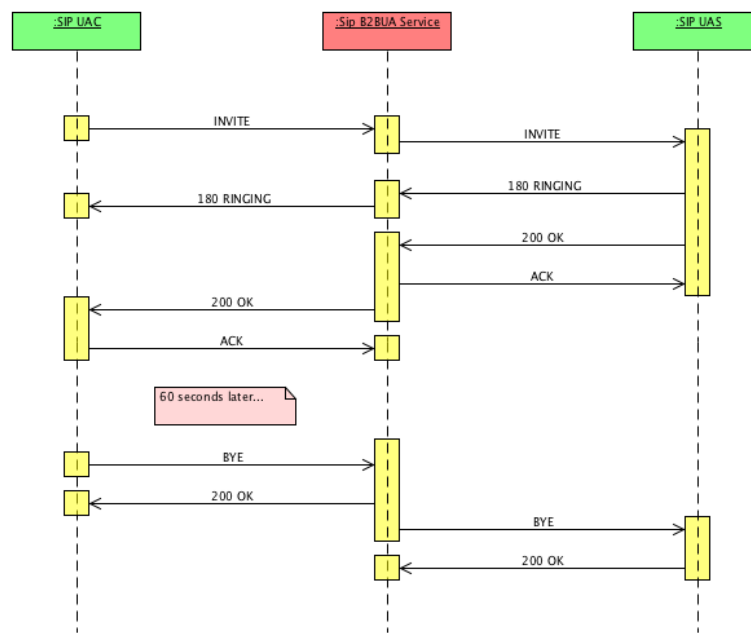 :SIP UAC
:Sip B2BUA Service
:SIP UAS
INVITE
INVITE
180 RINGING
180 RINGING
200 OK
ACK
200 OK
ACK
60 seconds later...
BYE
200 OK
BYE
200 OK